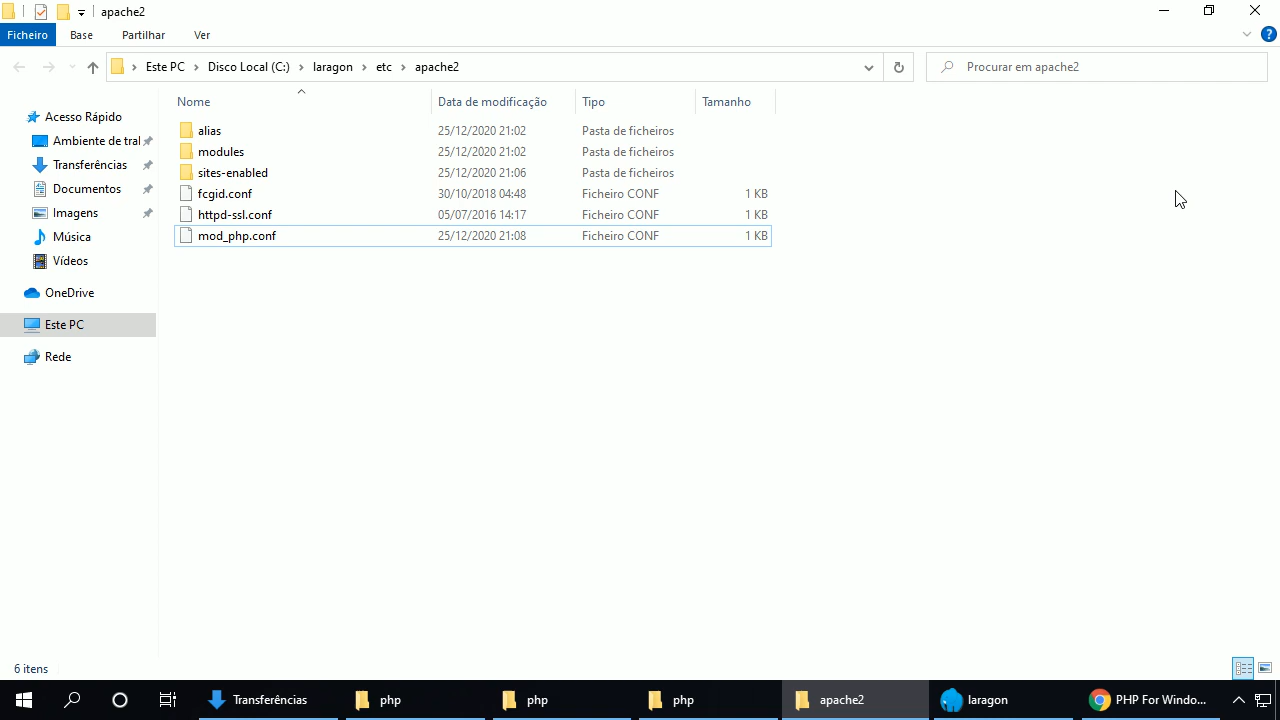 apache2
Ficheiro Base Partilhar Ver
Este PC Disco Local (C:) laragon etc apache2 Procurar em apache2
Nome Data de modificação Tipo Tamanho
Acesso Rápido
Ambiente de tral
Transferências
Documentos
Imagens
Música
Vídeos
OneDrive
Este PC
Rede
alias 25/12/2020 21:02 Pasta de ficheiros
modules 25/12/2020 21:02 Pasta de ficheiros
sites-enabled 25/12/2020 21:06 Pasta de ficheiros
fcgid.conf 30/10/2018 04:48 Ficheiro CONF 1 KB
httpd-ssl.conf 05/07/2016 14:17 Ficheiro CONF 1 KB
mod_php.conf 25/12/2020 21:08 Ficheiro CONF 1 KB
6 itens
Transferências php php php apache2 laragon PHP For Windo...